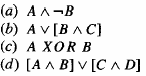 (a) A ∧ ¬B
(b) A ∨ [B ∧ C]
(c) A XOR B
(d) [A ∧ B] ∨ [C ∧ D]